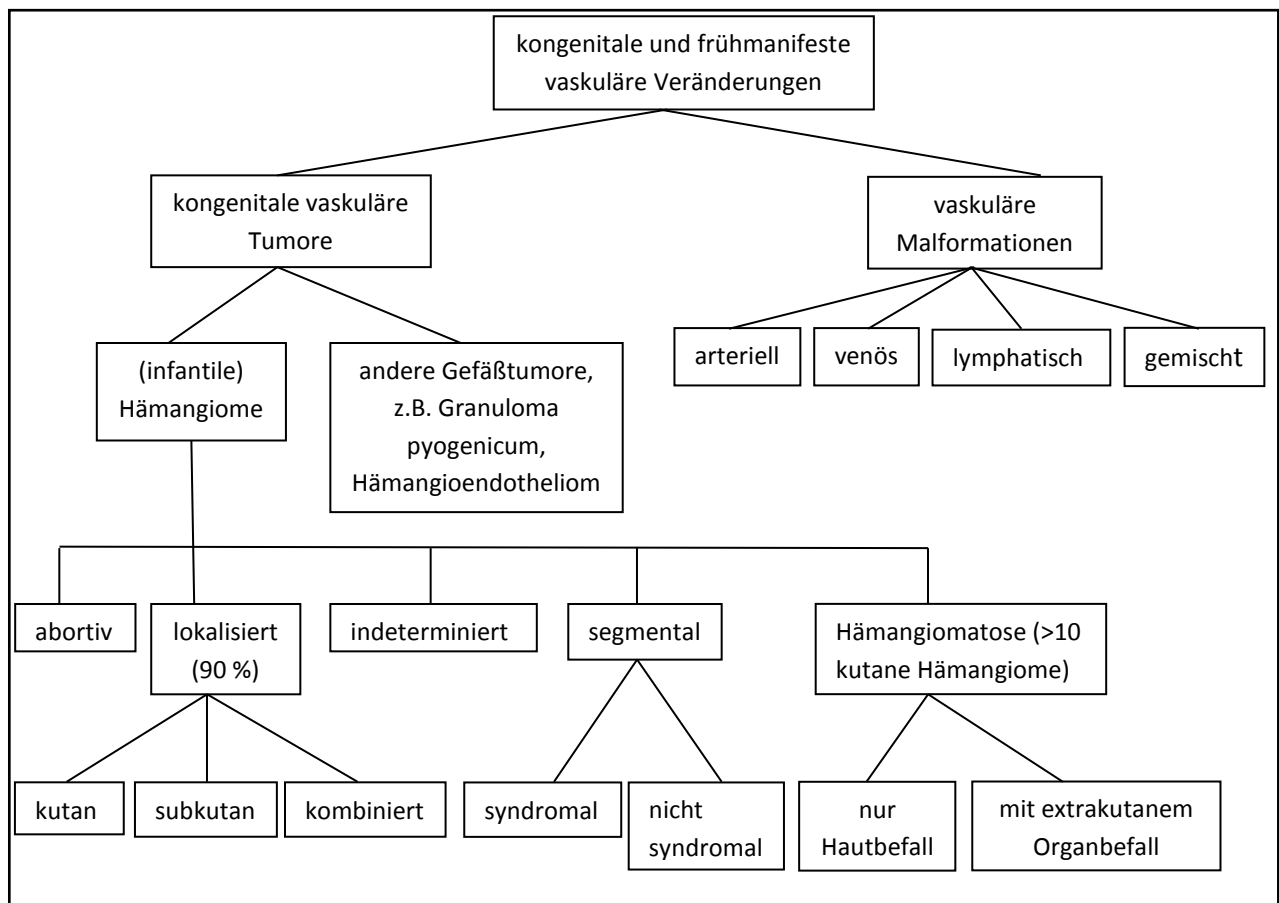 kongenitale und frühmanifeste
vaskuläre Veränderungen
kongenitale vaskuläre
Tumore
vaskuläre
Malformationen
arteriell
venös
lymphatisch
gemischt
(infantile)
Hämangiome
andere Gefäßtumore,
z.B. Granuloma
pyogenicum,
Hämangioendotheliom
abortiv
lokalisiert
(90 %)
indeterminiert
segmental
Hämangiomatose (>10
kutane Hämangiome)
kutan
subkutan
kombiniert
syndromal
nicht
syndromal
nur
Hautbefall
mit extrakutanem
Organbefall